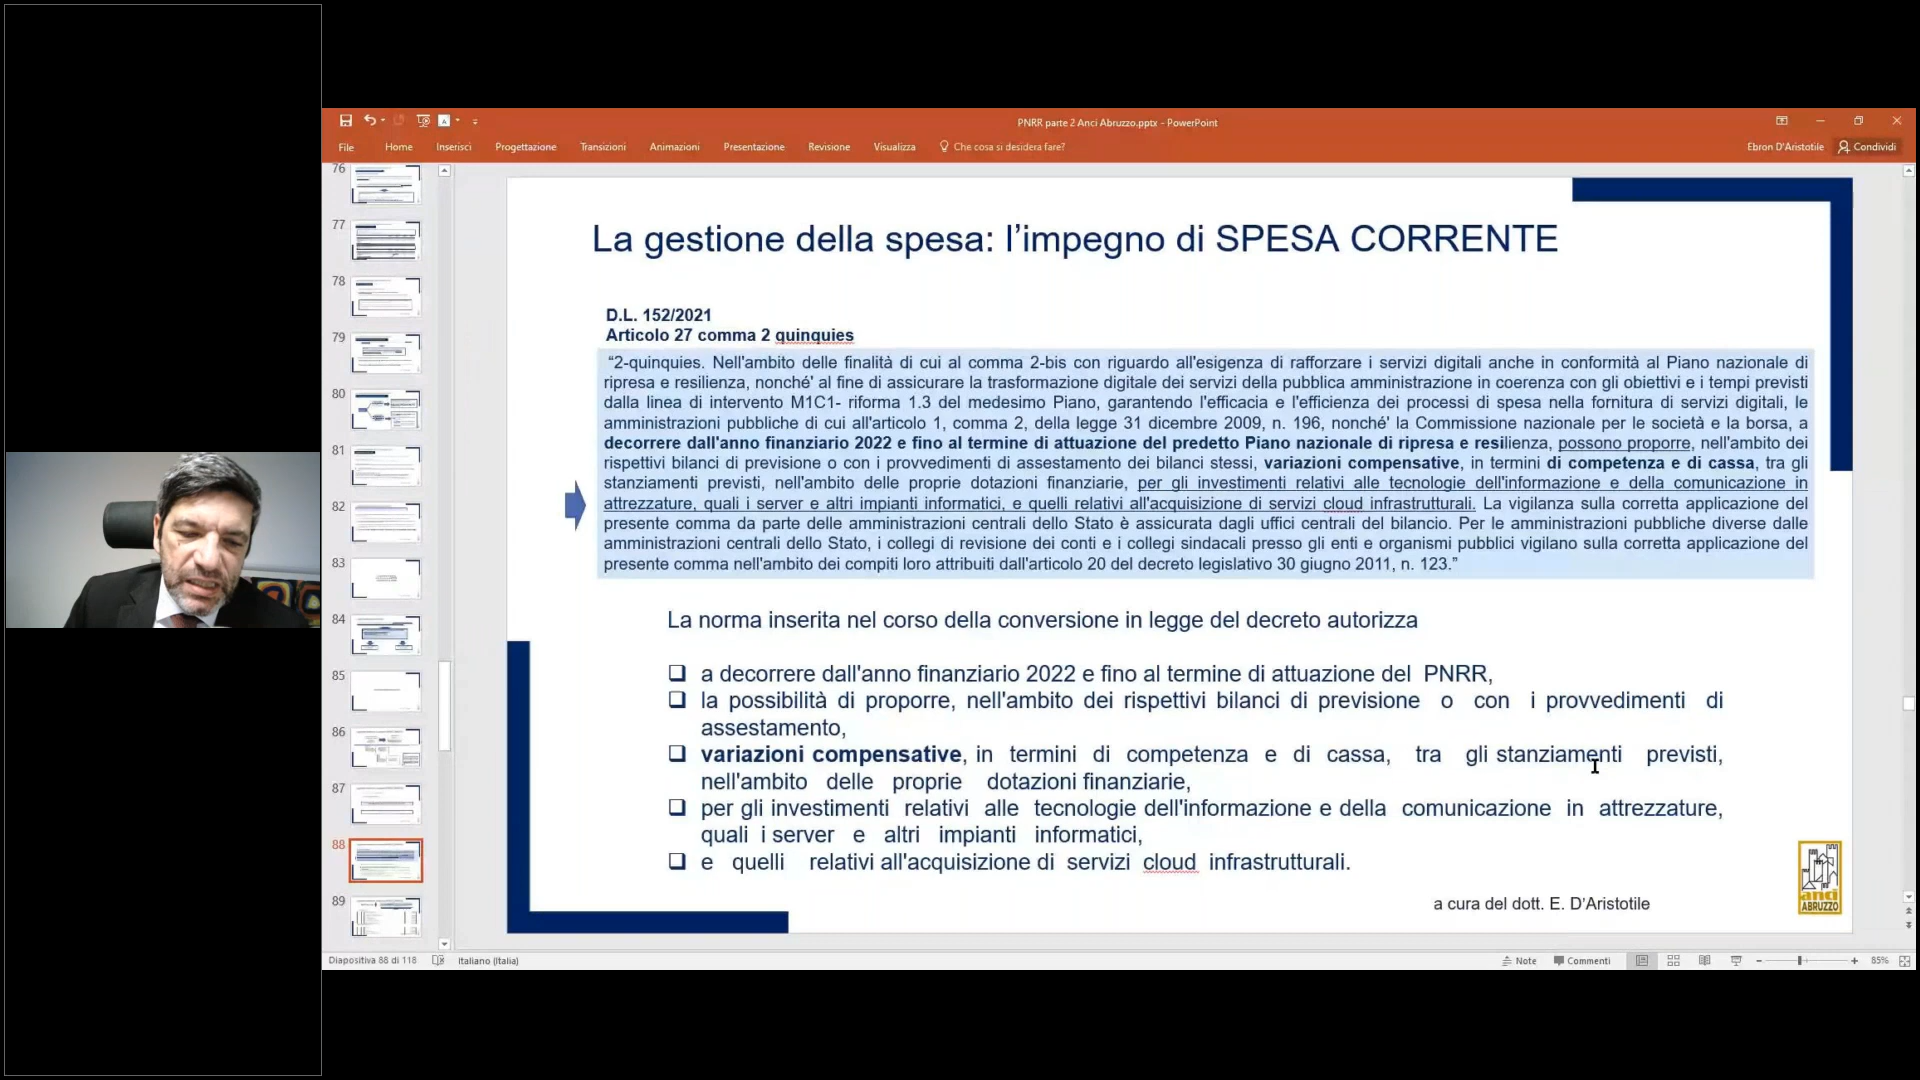 PNRR parte 2 Anci Abruzzo.pptx - PowerPoint
File Home Inserisci Progettazione Transizioni Animazioni Presentazione Revisione Visualizza Che cosa si desidera fare? Ebron D'Aristotile Condividi
76
77
78
79
80
81
82
83
84
85
86
87
88
89
La gestione della spesa: l’impegno di SPESA CORRENTE
D.L. 152/2021
Articolo 27 comma 2 quinquies
“2-quinquies. Nell'ambito delle finalità di cui al comma 2-bis con riguardo all'esigenza di rafforzare i servizi digitali anche in conformità al Piano nazionale di
ripresa e resilienza, nonché' al fine di assicurare la trasformazione digitale dei servizi della pubblica amministrazione in coerenza con gli obiettivi e i tempi previsti
dalla linea di intervento M1C1- riforma 1.3 del medesimo Piano, garantendo l'efficacia e l'efficienza dei processi di spesa nella fornitura di servizi digitali, le
amministrazioni pubbliche di cui all'articolo 1, comma 2, della legge 31 dicembre 2009, n. 196, nonché' la Commissione nazionale per le società e la borsa, a
decorrere dall'anno finanziario 2022 e fino al termine di attuazione del predetto Piano nazionale di ripresa e resilienza, possono proporre, nell'ambito dei
rispettivi bilanci di previsione o con i provvedimenti di assestamento dei bilanci stessi, variazioni compensative, in termini di competenza e di cassa, tra gli
stanziamenti previsti, nell'ambito delle proprie dotazioni finanziarie, per gli investimenti relativi alle tecnologie dell'informazione e della comunicazione in
attrezzature, quali i server e altri impianti informatici, e quelli relativi all'acquisizione di servizi cloud infrastrutturali. La vigilanza sulla corretta applicazione del
presente comma da parte delle amministrazioni centrali dello Stato è assicurata dagli uffici centrali del bilancio. Per le amministrazioni pubbliche diverse dalle
amministrazioni centrali dello Stato, i collegi di revisione dei conti e i collegi sindacali presso gli enti e organismi pubblici vigilano sulla corretta applicazione del
presente comma nell'ambito dei compiti loro attribuiti dall'articolo 20 del decreto legislativo 30 giugno 2011, n. 123.”
La norma inserita nel corso della conversione in legge del decreto autorizza
a decorrere dall'anno finanziario 2022 e fino al termine di attuazione del PNRR,
la possibilità di proporre, nell'ambito dei rispettivi bilanci di previsione o con i provvedimenti di
assestamento,
variazioni compensative, in termini di competenza e di cassa, tra gli stanziamenti previsti,
nell'ambito delle proprie dotazioni finanziarie,
per gli investimenti relativi alle tecnologie dell'informazione e della comunicazione in attrezzature,
quali i server e altri impianti informatici,
e quelli relativi all'acquisizione di servizi cloud infrastrutturali.
a cura del dott. E. D'Aristotile
anci
ABRUZZO
Diapositiva 88 di 118 Italiano (Italia) Note Commenti 85%